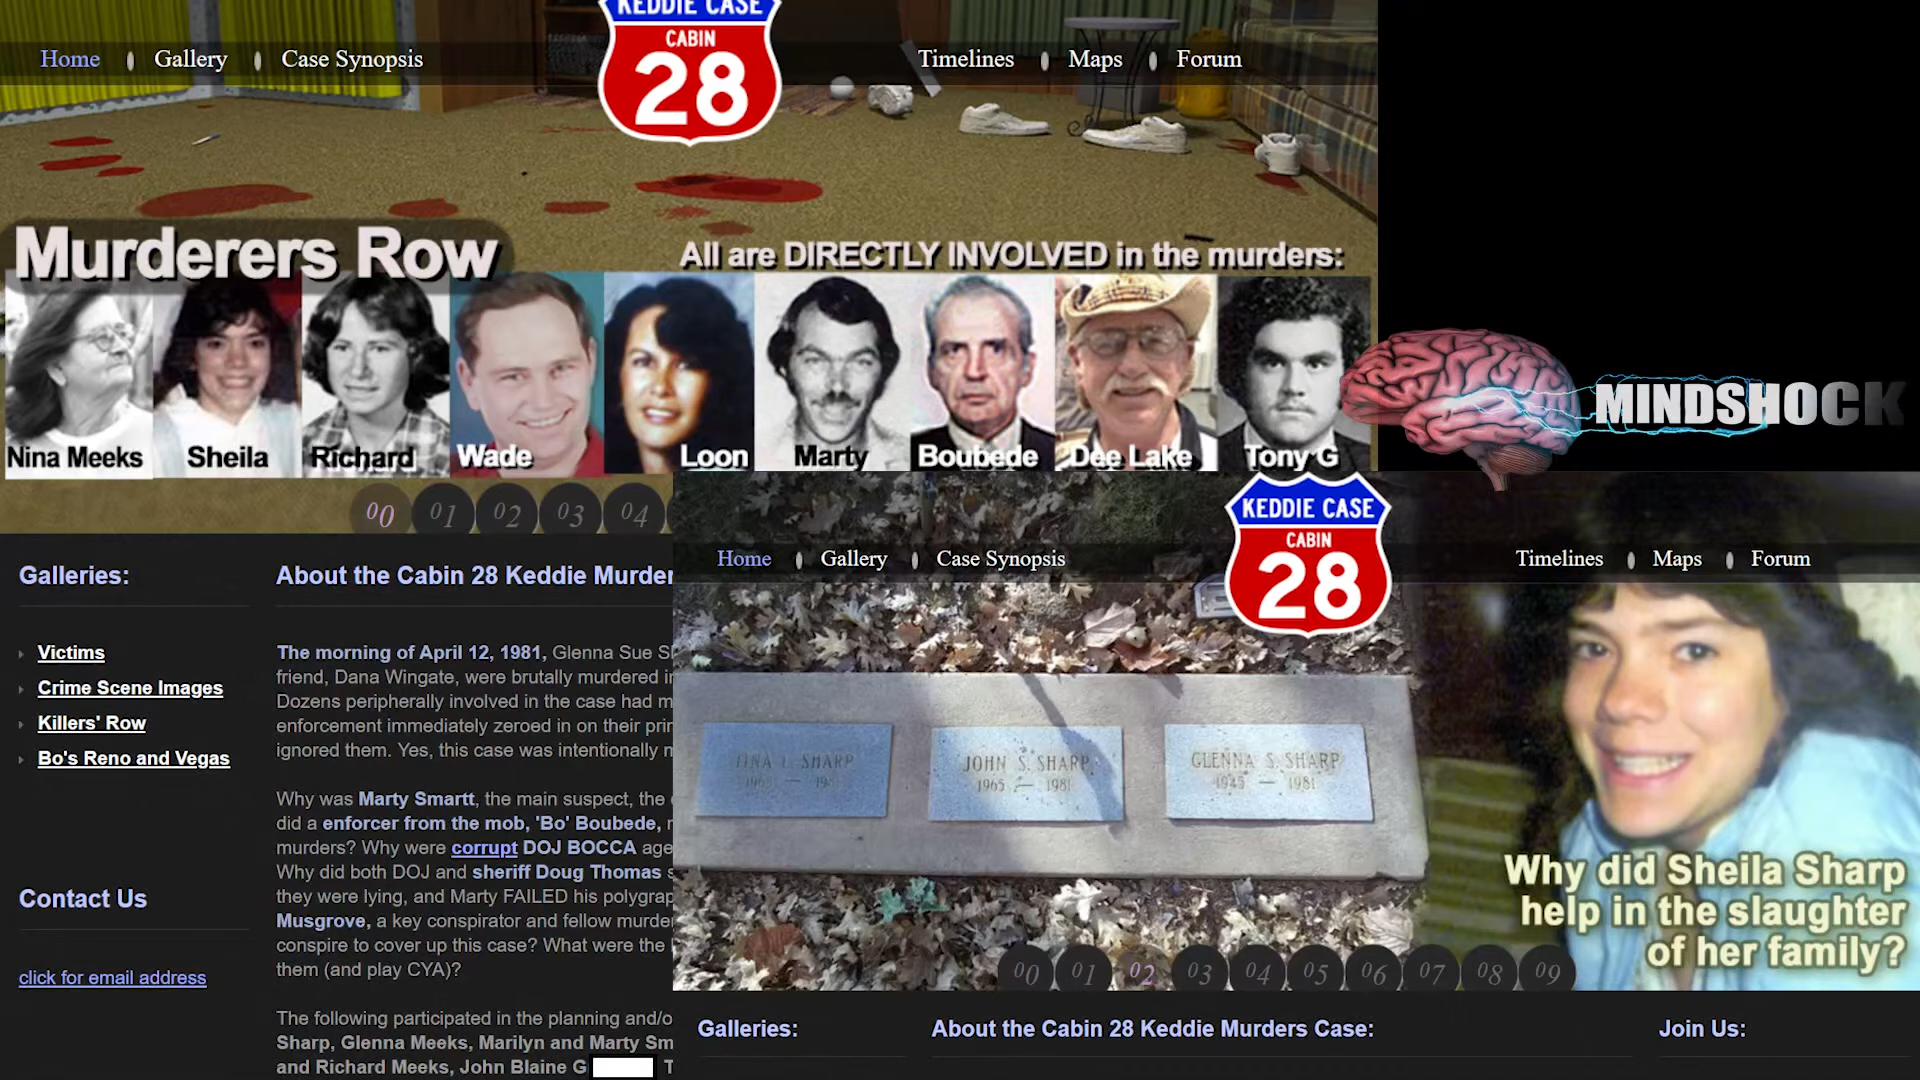 KEDDIE CASE
CABIN
28
Home
Gallery
Case Synopsis
Timelines
Maps
Forum
Murderers Row
All are DIRECTLY INVOLVED in the murders:
Nina Meeks
Sheila
Richard
Wade
Loon
Marty
Boubede
Dee Lake
Tony G
MINDSHOCK
00 01 02 03 04
Galleries:
Victims
Crime Scene Images
Killers' Row
Bo's Reno and Vegas
Contact Us
click for email address
About the Cabin 28 Keddie Murder
The morning of April 12, 1981, Glenna Sue S
friend, Dana Wingate, were brutally murdered i
Dozens peripherally involved in the case had m
enforcement immediately zeroed in on their pri
ignored them. Yes, this case was intentionally
Why was Marty Smartt, the main suspect, the
did a enforcer from the mob, 'Bo' Boubede,
murders? Why were corrupt DOJ BOCCA age
Why did both DOJ and sheriff Doug Thomas
they were lying, and Marty FAILED his polygra
Musgrove, a key conspirator and fellow murde
conspire to cover up this case? What were the
them (and play CYA)?
The following participated in the planning and/o
Sharp, Glenna Meeks, Marilyn and Marty Sm
and Richard Meeks, John Blaine G T
KEDDIE CASE
CABIN
28
Home
Gallery
Case Synopsis
Timelines
Maps
Forum
TINA L. SHARP
JOHN S. SHARP
1965 — 1981
GLENNA S. SHARP
1945 — 1981
Why did Sheila Sharp
help in the slaughter
of her family?
00 01 02 03 04 05 06 07 08 09
Galleries:
About the Cabin 28 Keddie Murders Case:
Join Us: